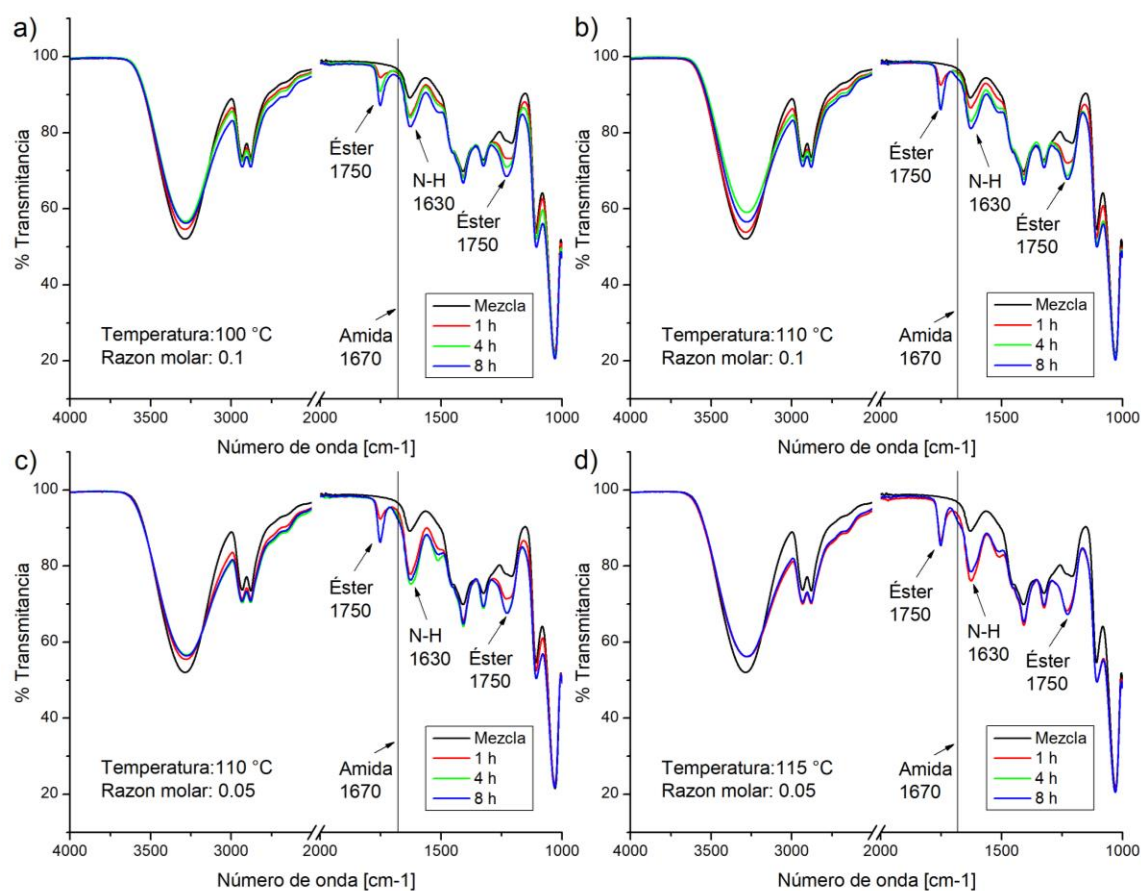 a)
% Transmitancia
100
80
60
40
20
Éster
1750
N-H
1630
Éster
1750
Amida
1670
Temperatura:100 °C
Razon molar: 0.1
Mezcla
1 h
4 h
8 h
4000
3500
3000
2000
1500
1000
Número de onda [cm-1]
b)
% Transmitancia
100
80
60
40
20
Éster
1750
N-H
1630
Éster
1750
Amida
1670
Temperatura:110 °C
Razon molar: 0.1
Mezcla
1 h
4 h
8 h
4000
3500
3000
2000
1500
1000
Número de onda [cm-1]
c)
% Transmitancia
100
80
60
40
20
Éster
1750
N-H
1630
Éster
1750
Amida
1670
Temperatura:110 °C
Razon molar: 0.05
Mezcla
1 h
4 h
8 h
4000
3500
3000
2000
1500
1000
Número de onda [cm-1]
d)
% Transmitancia
100
80
60
40
20
Éster
1750
N-H
1630
Éster
1750
Amida
1670
Temperatura:115 °C
Razon molar: 0.05
Mezcla
1 h
4 h
8 h
4000
3500
3000
2000
1500
1000
Número de onda [cm-1]